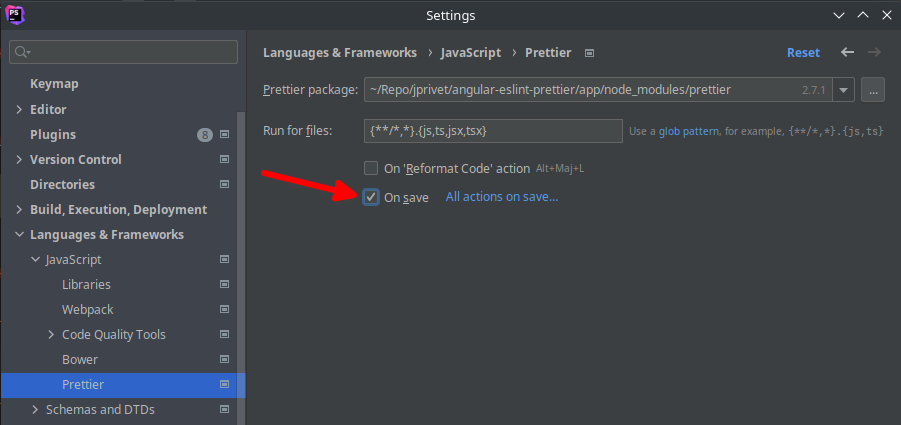 PS
Settings
Keymap
Editor
Plugins 8
Version Control
Directories
Build, Execution, Deployment
Languages & Frameworks
JavaScript
Libraries
Webpack
Code Quality Tools
Bower
Prettier
Schemas and DTDs
Languages & Frameworks › JavaScript › Prettier
Reset
Prettier package: ~/Repo/jprivet/angular-eslint-prettier/app/node_modules/prettier 2.7.1 ...
Run for files: {**/*,*}.{js,ts,jsx,tsx} Use a glob pattern, for example, {**/*,*}.{js,ts}
On 'Reformat Code' action Alt+Maj+L
On save All actions on save...